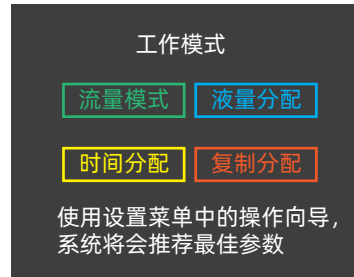 工作模式
流量模式 液量分配
时间分配 复制分配
使用设置菜单中的操作向导，
系统将会推荐最佳参数